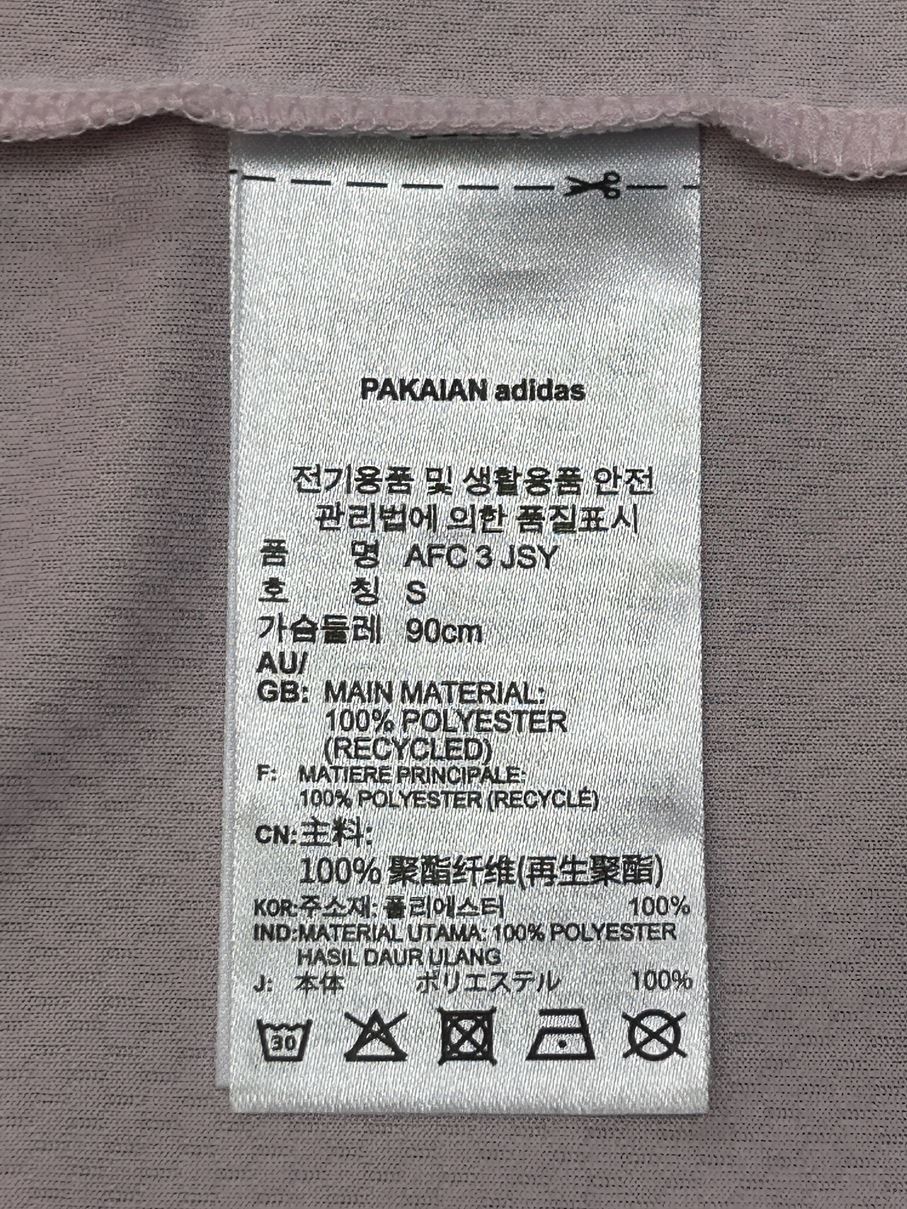 PAKAIAN adidas
전기용품 및 생활용품 안전
관리법에 의한 품질표시
품 명 AFC 3 JSY
호 칭 S
가슴둘레 90cm
AU/
GB: MAIN MATERIAL:
100% POLYESTER
(RECYCLED)
F: MATIERE PRINCIPALE:
100% POLYESTER (RECYCLÉ)
CN:主料:
100% 聚酯纤维(再生聚酯)
KOR:주소재: 폴리에스터 100%
IND:MATERIAL UTAMA: 100% POLYESTER
HASIL DAUR ULANG
J: 本体 ポリエステル 100%
30